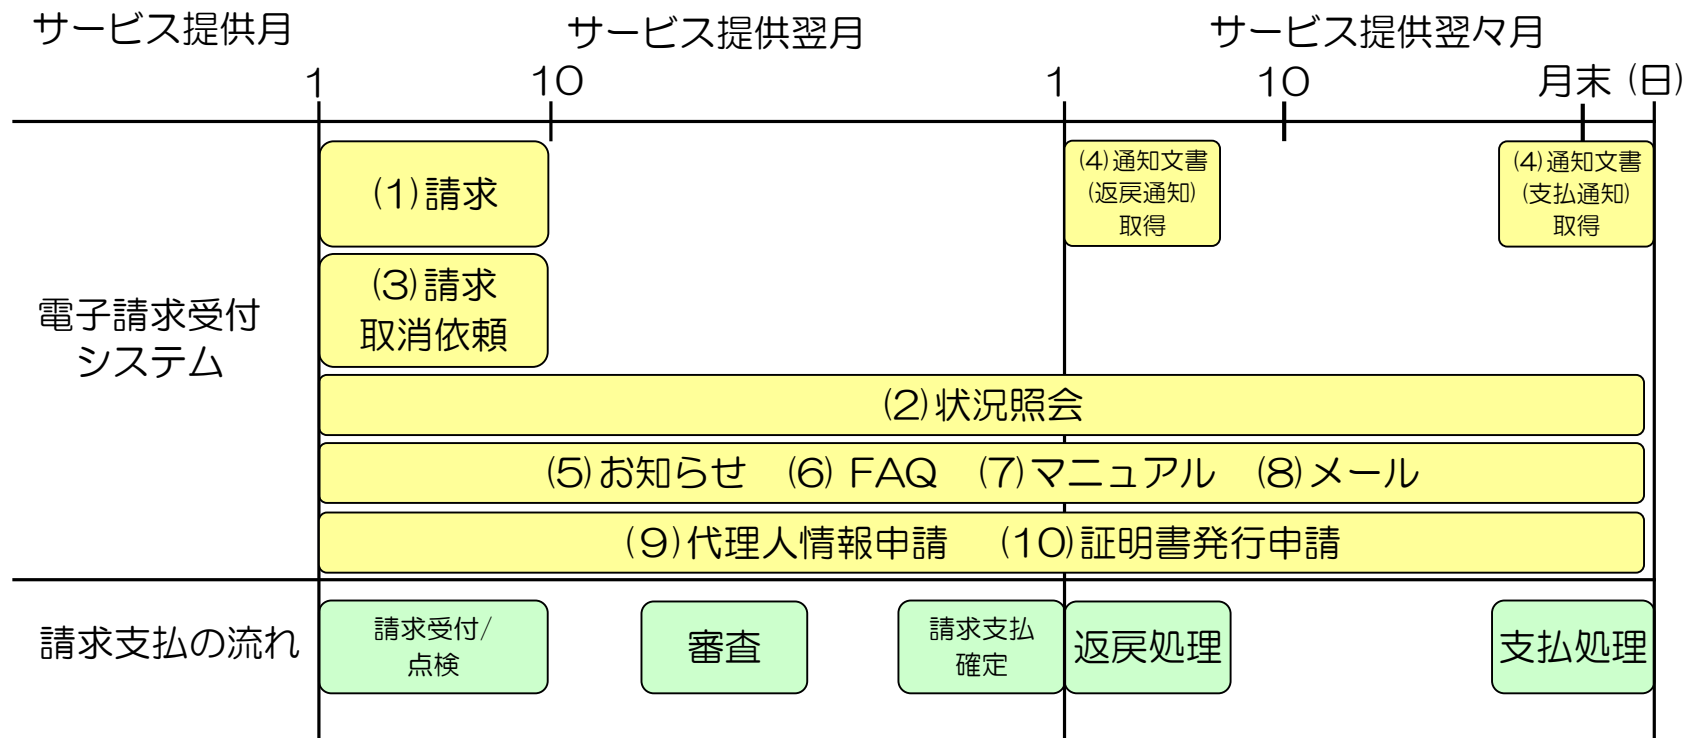 サービス提供月
サービス提供翌月
サービス提供翌々月
1
10
1
10
月末 (日)
電子請求受付
システム
(1)請求
(3)請求
取消依頼
(4)通知文書
(返戻通知)
取得
(4)通知文書
(支払通知)
取得
(2)状況照会
(5)お知らせ (6) FAQ (7)マニュアル (8)メール
(9)代理人情報申請 (10)証明書発行申請
請求支払の流れ
請求受付/
点検
審査
請求支払
確定
返戻処理
支払処理